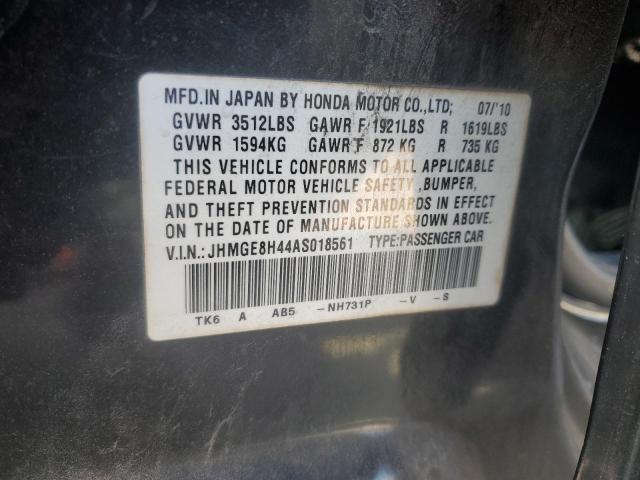 MFD.IN JAPAN BY HONDA MOTOR CO.,LTD; 07/'10
GVWR 3512LBS GAWR F 1921LBS R 1619LBS
GVWR 1594KG GAWR F 872 KG R 735 KG
THIS VEHICLE CONFORMS TO ALL APPLICABLE
FEDERAL MOTOR VEHICLE SAFETY ,BUMPER,
AND THEFT PREVENTION STANDARDS IN EFFECT
ON THE DATE OF MANUFACTURE SHOWN ABOVE.
V.I.N.: JHMGE8H44AS018561 TYPE:PASSENGER CAR
TK6 A AB5 -NH731P -V -S